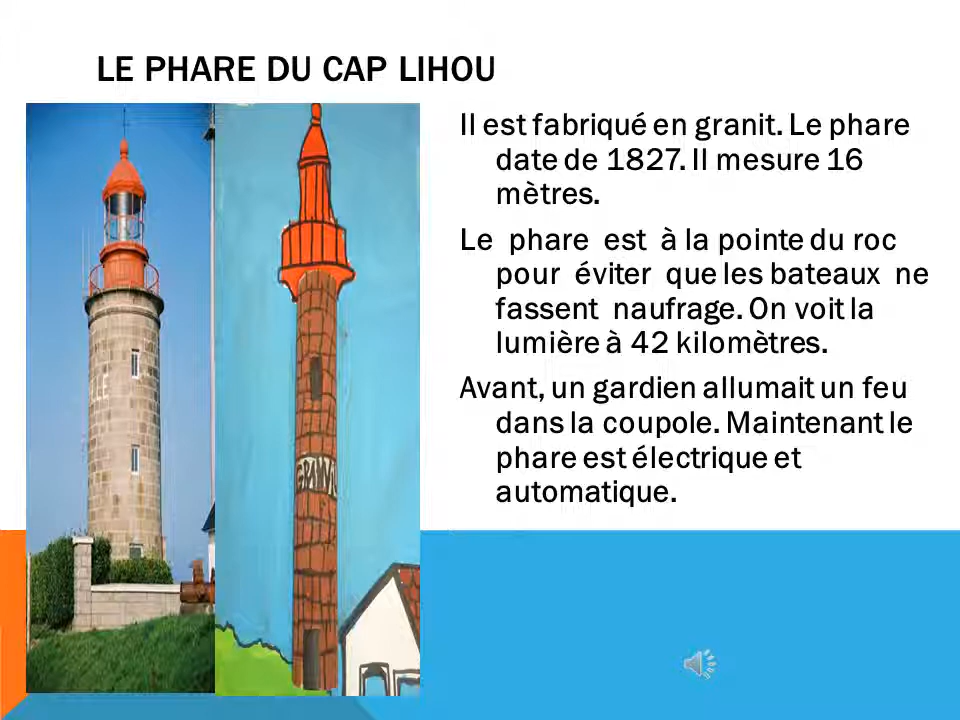 LE PHARE DU CAP LIHOU
Il est fabriqué en granit. Le phare
date de 1827. Il mesure 16
mètres.
Le phare est à la pointe du roc
pour éviter que les bateaux ne
fassent naufrage. On voit la
lumière à 42 kilomètres.
Avant, un gardien allumait un feu
dans la coupole. Maintenant le
phare est électrique et
automatique.